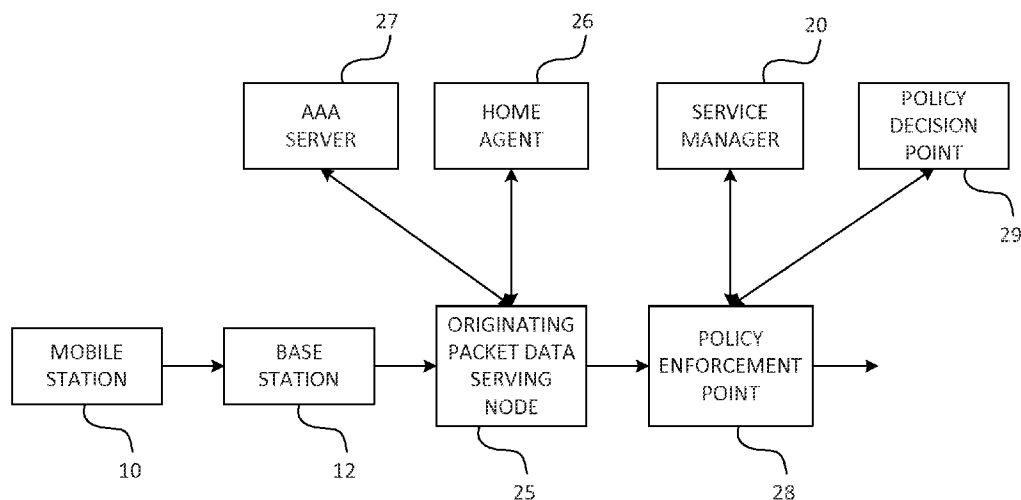 27
26
20
AAA
SERVER
HOME
AGENT
SERVICE
MANAGER
POLICY
DECISION
POINT
29
MOBILE
STATION
BASE
STATION
ORIGINATING
PACKET DATA
SERVING
NODE
POLICY
ENFORCEMENT
POINT
10
12
25
28